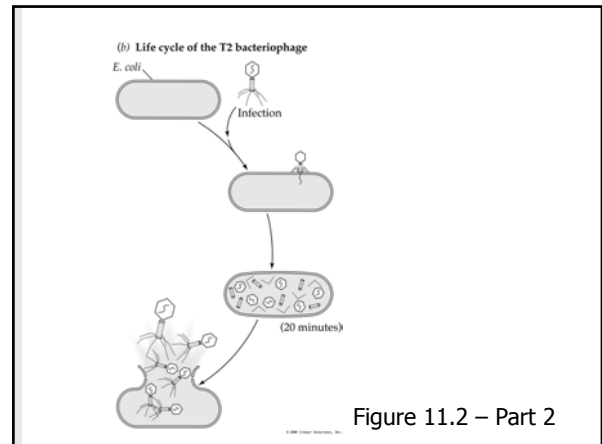 (b) Life cycle of the T2 bacteriophage
E. coli
Infection
(20 minutes)
Figure 11.2 – Part 2